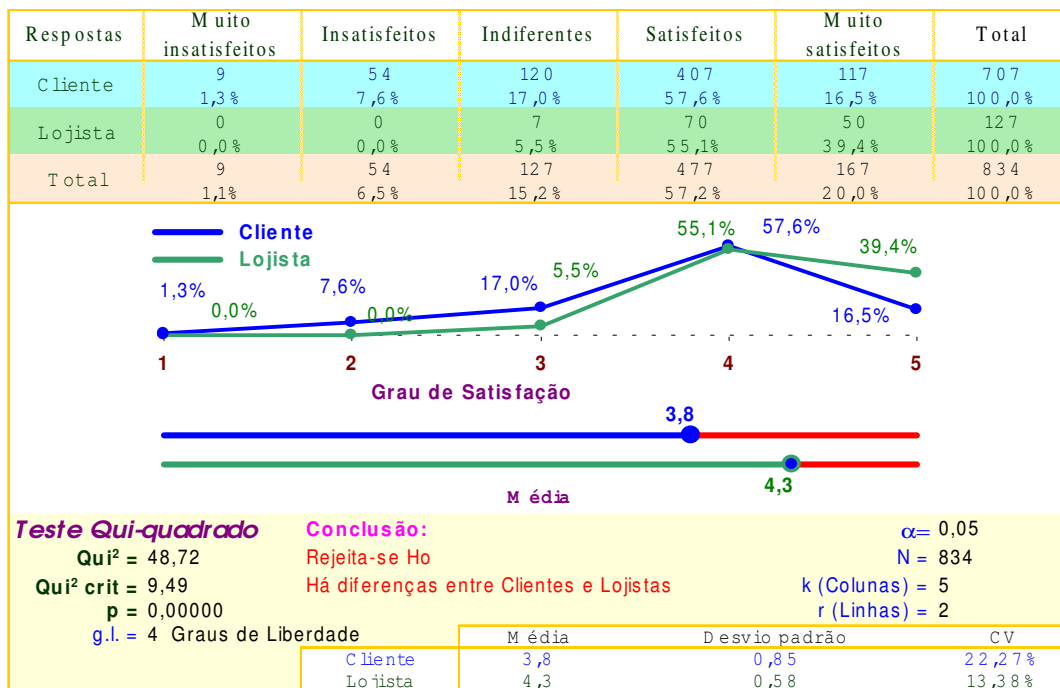 Respostas Muito insatisfeitos Insatisfeitos Indiferentes Satisfeitos Muito satisfeitos Total
Cliente 9 54 120 407 117 707
1,3% 7,6% 17,0% 57,6% 16,5% 100,0%
Lojista 0 0 7 70 50 127
0,0% 0,0% 5,5% 55,1% 39,4% 100,0%
Total 9 54 127 477 167 834
1,1% 6,5% 15,2% 57,2% 20,0% 100,0%
Cliente
Lojista
1,3% 7,6% 17,0% 57,6% 16,5%
0,0% 0,0% 5,5% 55,1% 39,4%
1 2 3 4 5
Grau de Satisfação
3,8
4,3
Média
Teste Qui-quadrado Conclusão: α= 0,05
Qui² = 48,72 Rejeita-se Ho N = 834
Qui² crit = 9,49 Há diferenças entre Clientes e Lojistas k (Colunas) = 5
p = 0,00000 r (Linhas) = 2
g.l. = 4 Graus de Liberdade
Média Desvio padrão CV
Cliente 3,8 0,85 22,27%
Lojista 4,3 0,58 13,38%